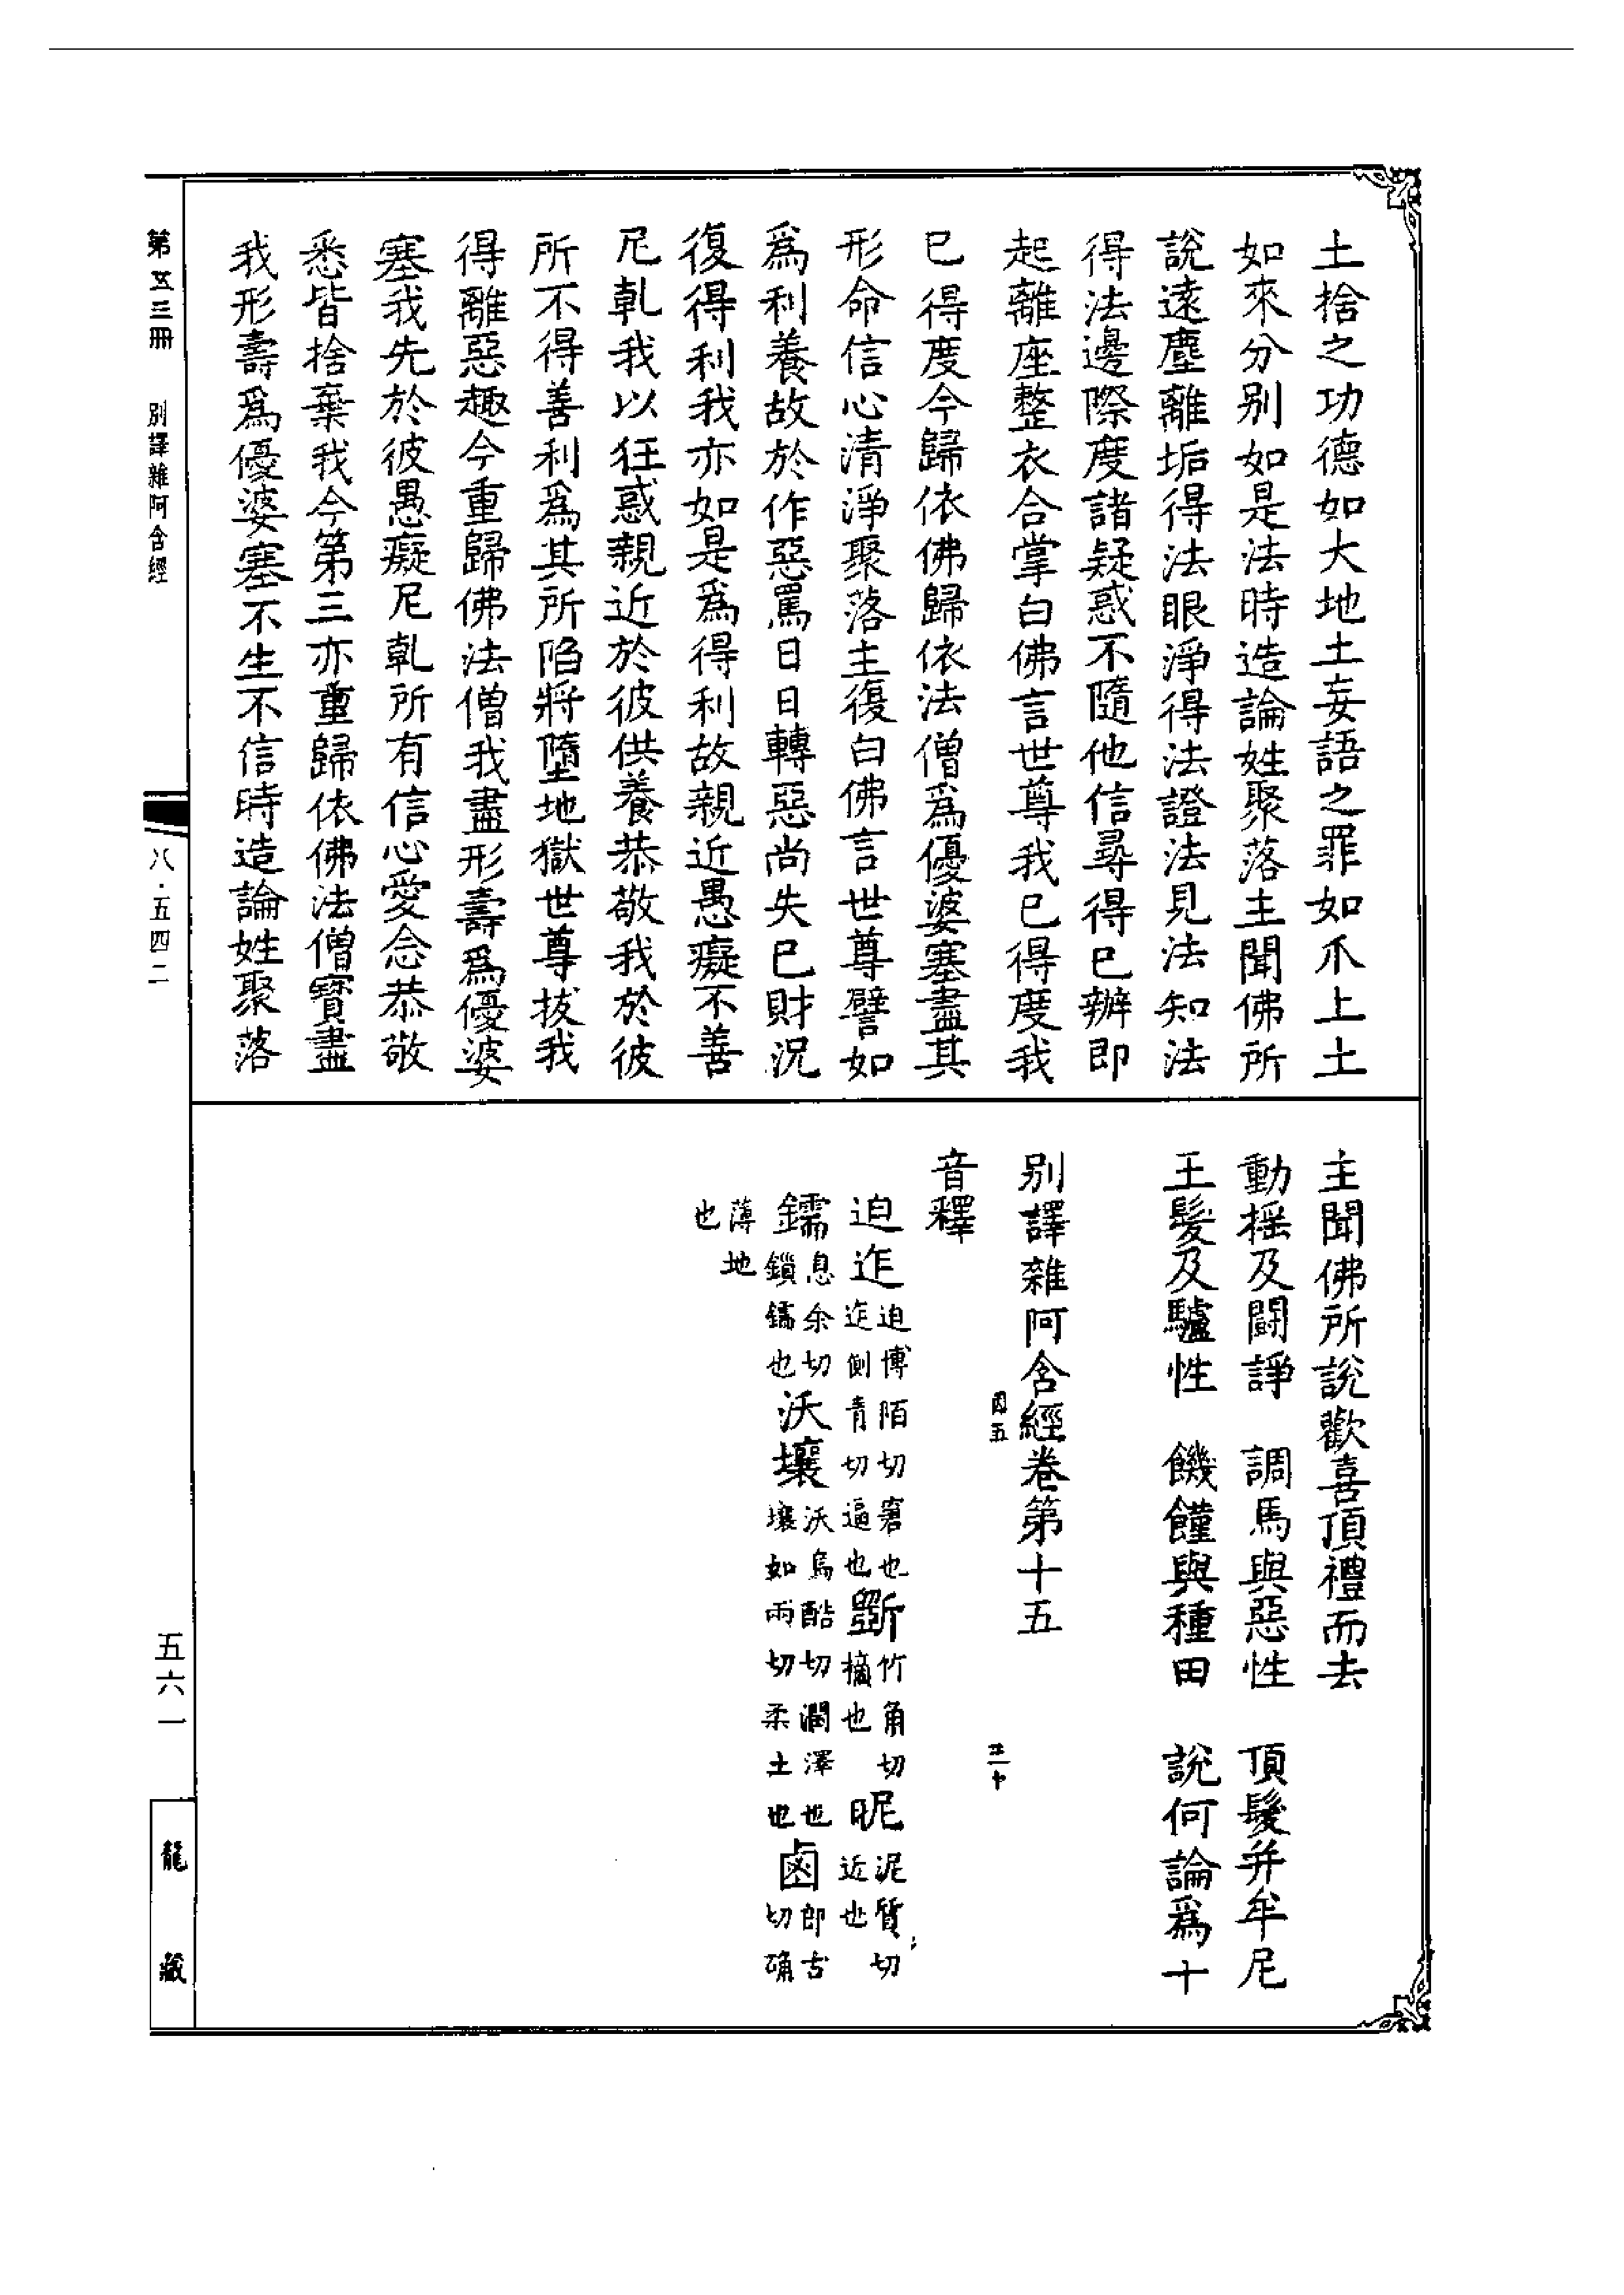 土捨之功德如大地土妄語之罪如爪上土
如來分別如是法時造論姓聚落主聞佛所
說遠塵離垢得法眼淨得法證法見法知法
得法邊際度諸疑惑不隨他信尋得已辦即
起離座整衣合掌白佛言世尊我已得度我
已得度今歸依佛歸依法僧爲優婆塞盡其
形命信心清淨聚落主復白佛言世尊譬如
爲利養故於作惡罵日日轉惡尚失已財況
復得利我亦如是爲得利故親近愚癡不善
尼乹我以狂惑親近於彼供養恭敬我於彼
所不得善利爲其所陷將墮地獄世尊拔我
得離惡趣今重歸佛法僧我盡形壽爲優婆
塞我先於彼愚癡尼乹所有信心愛念恭敬
悉皆捨棄我今第三亦重歸依佛法僧寶盡
我形壽爲優婆塞不生不信時造論姓聚落
主聞佛所說歡喜頂禮而去
動搖及鬪諍　調馬與惡性　頂髮并牟尼
王髮及驢性　饑饉與種田　說何論爲十
別譯雜阿含經卷第十五
音釋
迫迮迫博陌切窘也迮側青切逼也斲竹角切摘也昵泥質切近也
鑐息余切鎖鑐也沃壤沃烏酷切潤澤也壤如雨切柔土也鹵郎古切确
薄地也
第五三冊　別譯雜阿含經
八·五四二
五六一
龍藏